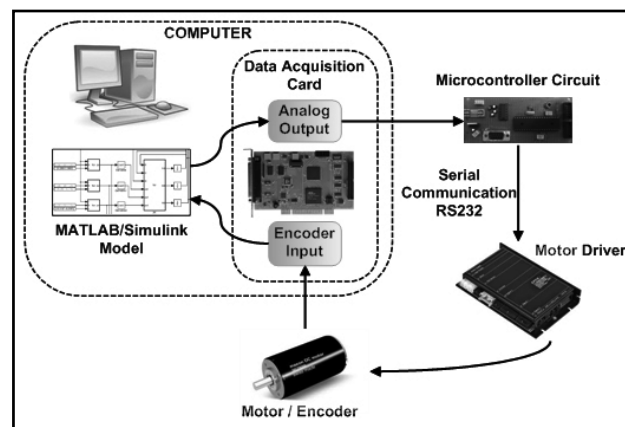 COMPUTER
Data Acquisition
Card
Analog
Output
Microcontroller Circuit
MATLAB/Simulink
Model
Encoder
Input
Serial
Communication
RS232
Motor Driver
Motor / Encoder